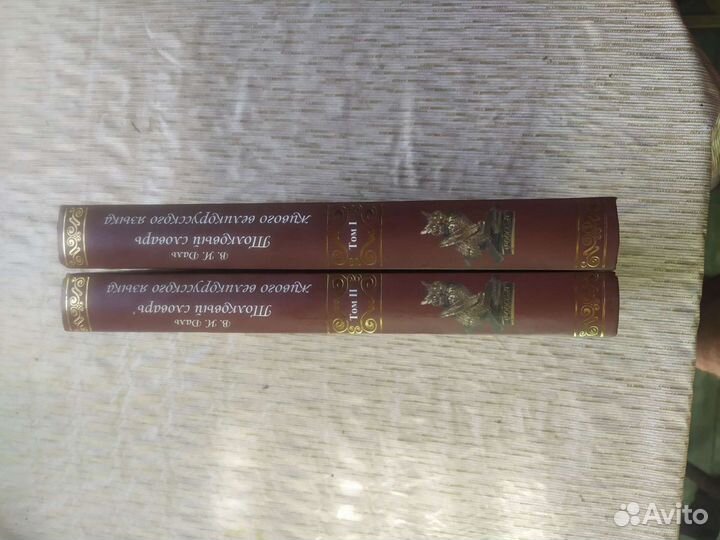 В. И. Даль
Толковый словарь
живого великорусского языка
Том I
В. И. Даль
Толковый словарь
живого великорусского языка
Том II
Avito